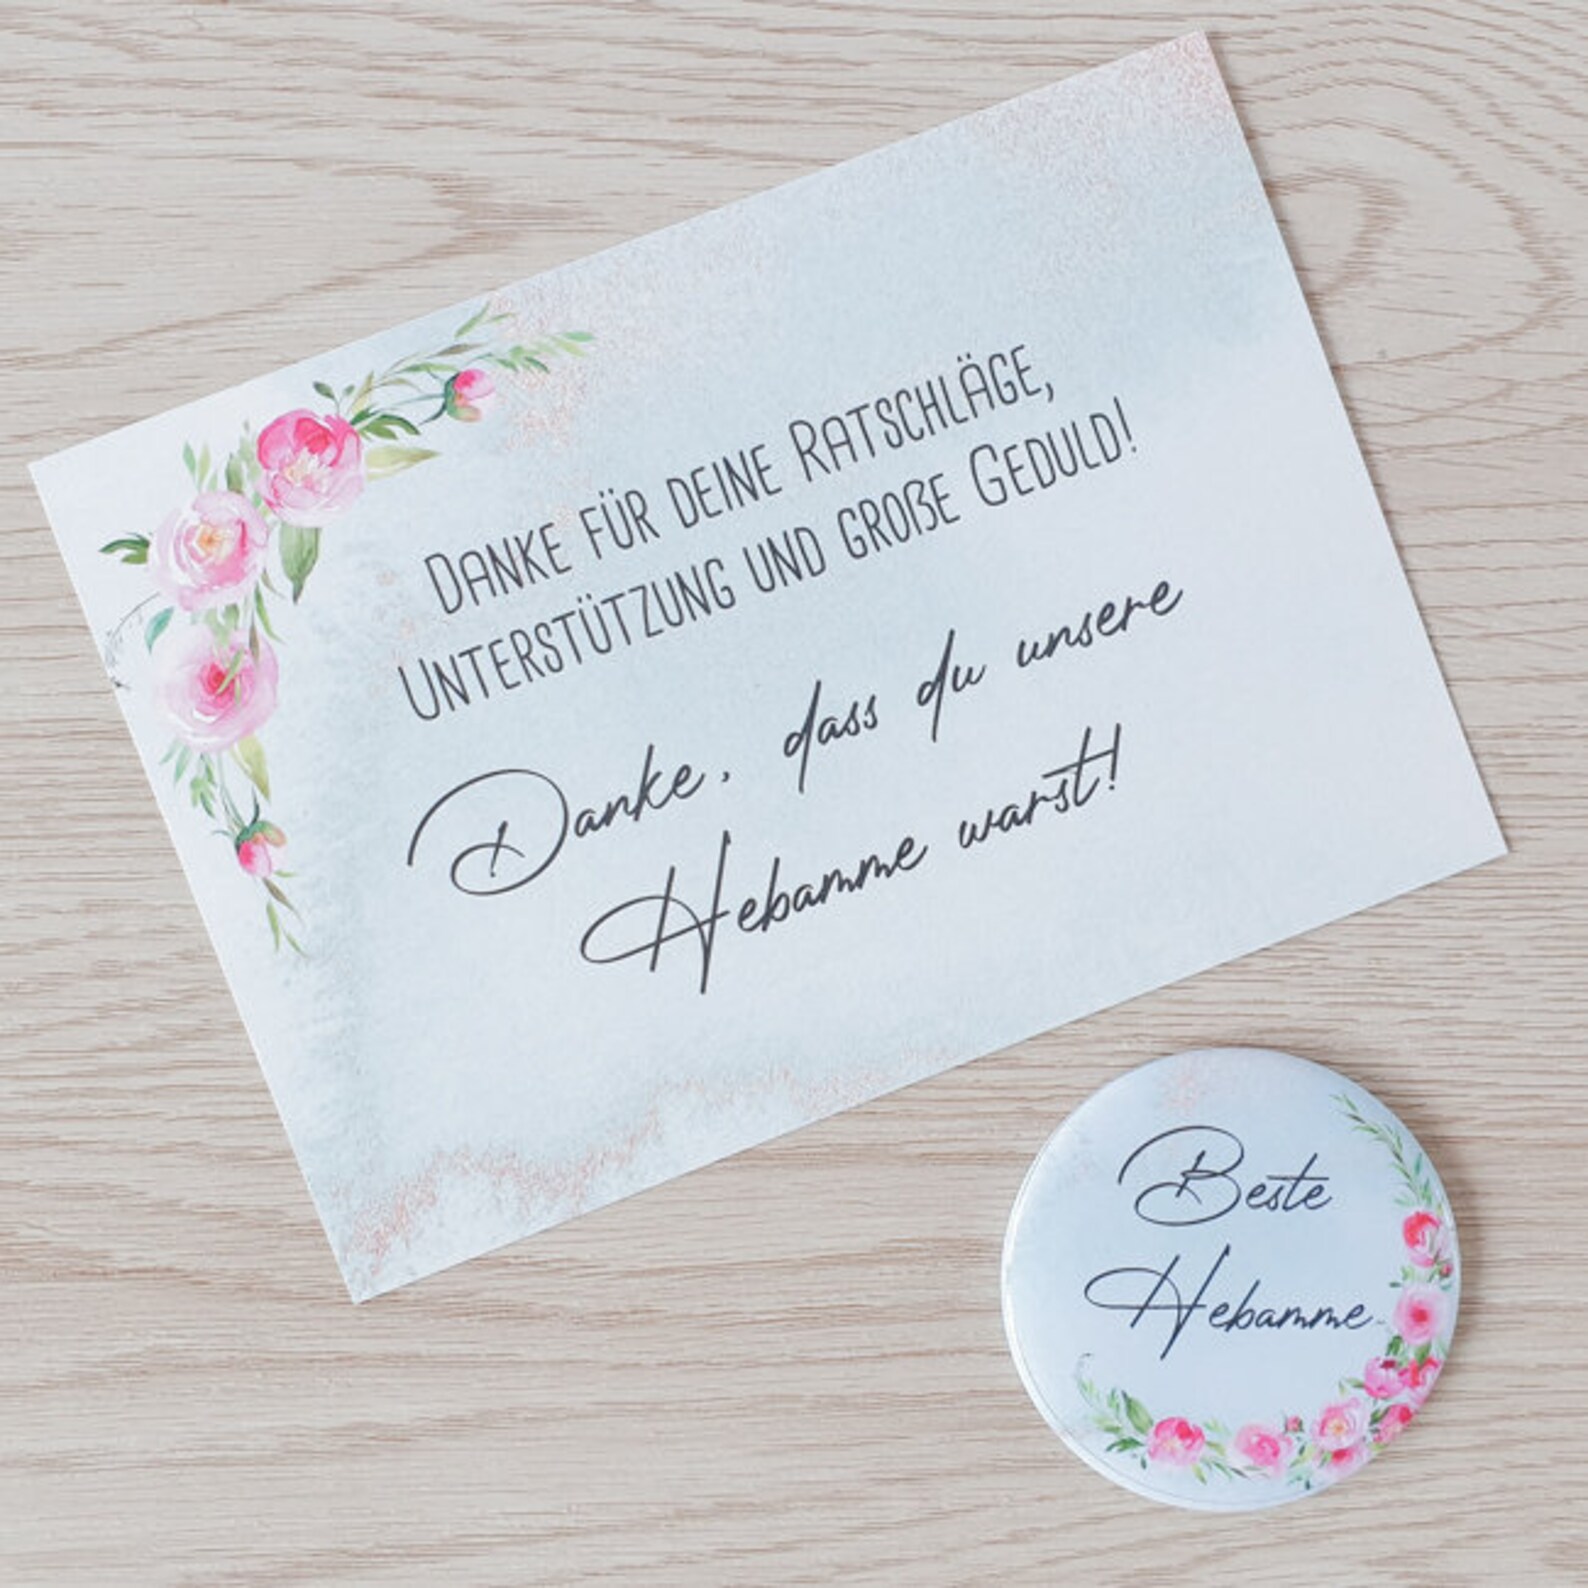 Danke für deine Ratschläge,
Unterstützung und große Geduld!
Danke, dass du unsere
Hebamme warst!
Beste
Hebamme